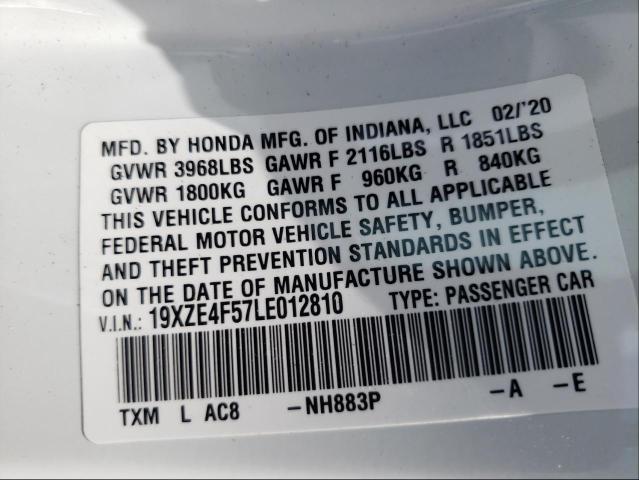 MFD. BY HONDA MFG. OF INDIANA, LLC 02/'20
GVWR 3968LBS GAWR F 2116LBS R 1851LBS
GVWR 1800KG GAWR F 960KG R 840KG
THIS VEHICLE CONFORMS TO ALL APPLICABLE
FEDERAL MOTOR VEHICLE SAFETY, BUMPER,
AND THEFT PREVENTION STANDARDS IN EFFECT
ON THE DATE OF MANUFACTURE SHOWN ABOVE.
V.I.N.: 19XZE4F57LE012810 TYPE: PASSENGER CAR
TXM L AC8 -NH883P -A -E